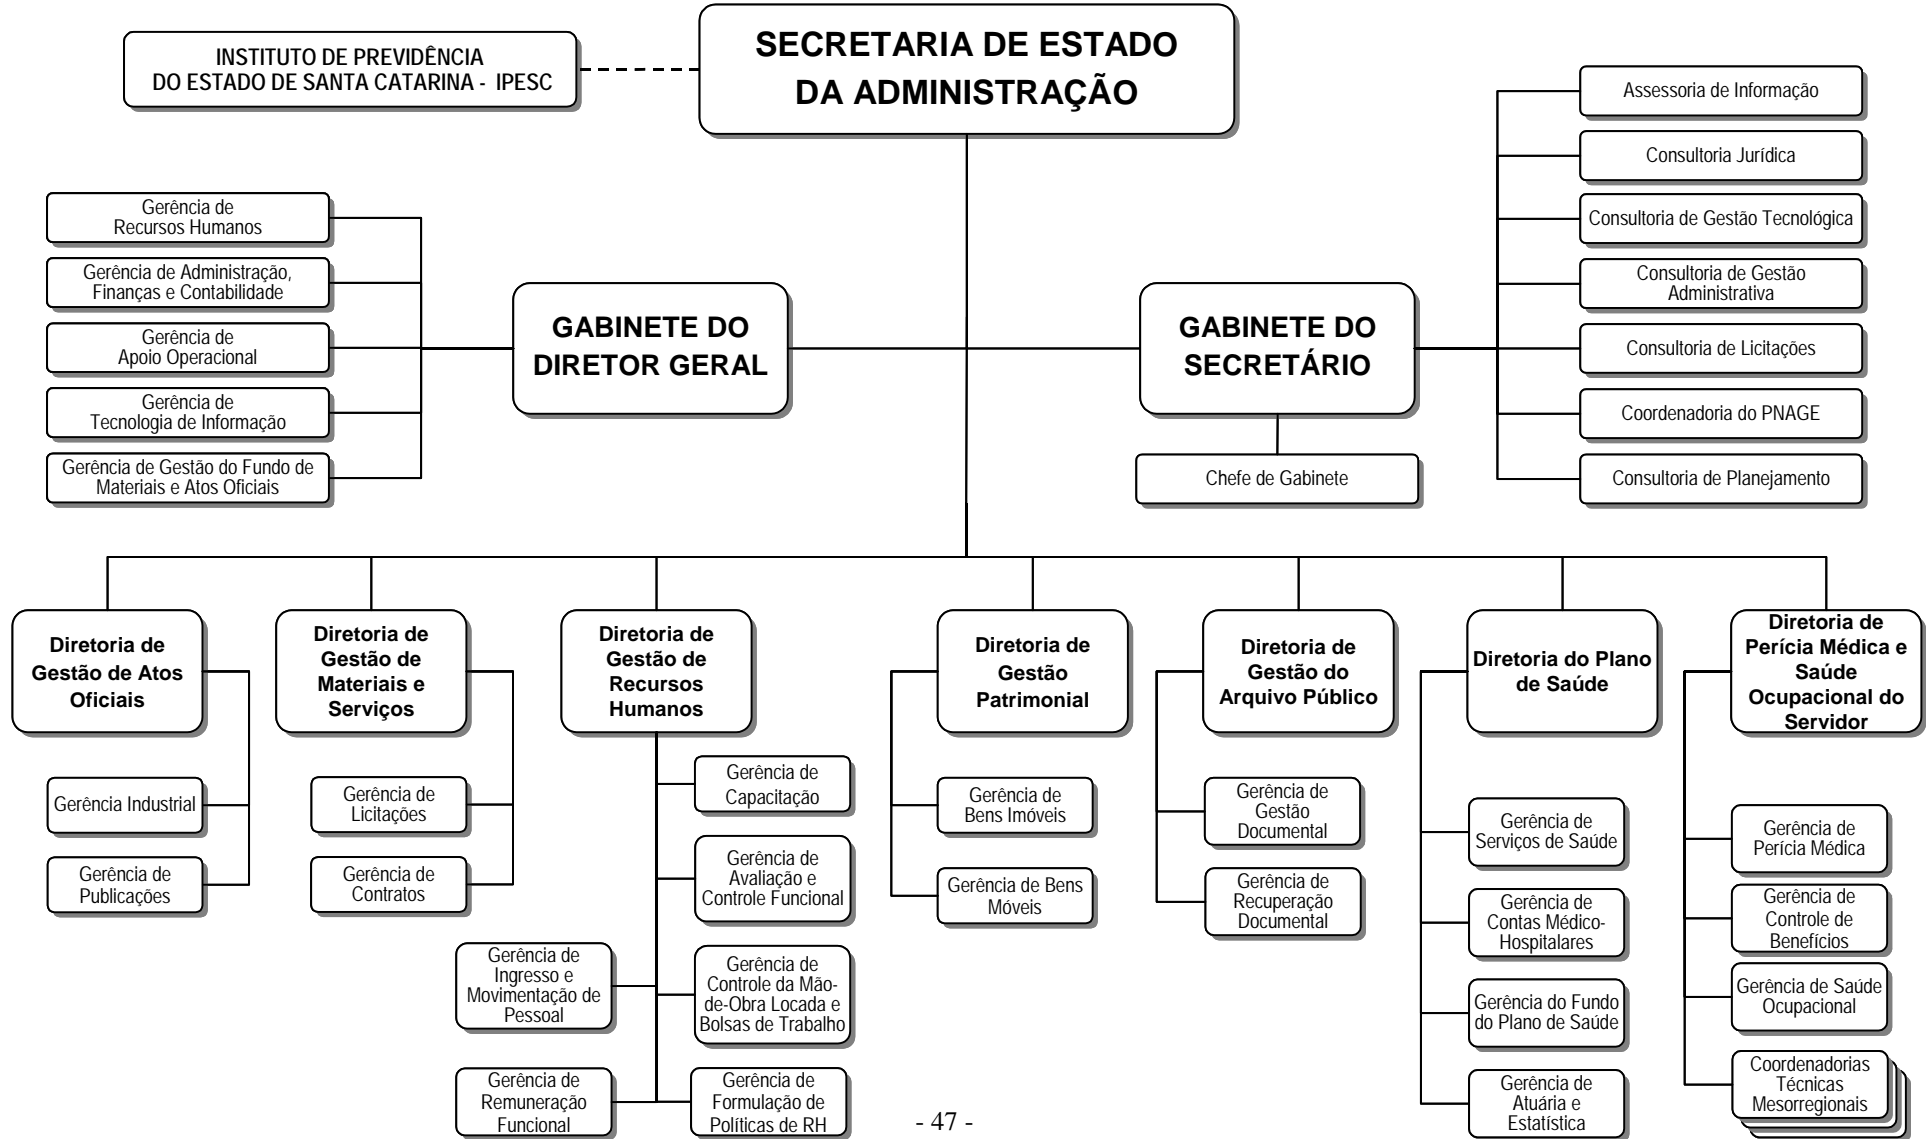 INSTITUTO DE PREVIDÊNCIA
DO ESTADO DE SANTA CATARINA - IPESC
SECRETARIA DE ESTADO
DA ADMINISTRAÇÃO
Assessoria de Informação
Consultoria Jurídica
Consultoria de Gestão Tecnológica
Consultoria de Gestão
Administrativa
Consultoria de Licitações
Coordenadoria do PNAGE
Consultoria de Planejamento
Gerência de
Recursos Humanos
Gerência de Administração,
Finanças e Contabilidade
Gerência de
Apoio Operacional
Gerência de
Tecnologia de Informação
Gerência de Gestão do Fundo de
Materiais e Atos Oficiais
GABINETE DO
DIRETOR GERAL
GABINETE DO
SECRETÁRIO
Chefe de Gabinete
Diretoria de
Gestão de Atos
Oficiais
Gerência Industrial
Gerência de
Publicações
Diretoria de
Gestão de
Materiais e
Serviços
Gerência de
Licitações
Gerência de
Contratos
Diretoria de
Gestão de
Recursos
Humanos
Gerência de
Capacitação
Gerência de
Avaliação e
Controle Funcional
Gerência de
Ingresso e
Movimentação de
Pessoal
Gerência de
Controle da Mão-
de-Obra Locada e
Bolsas de Trabalho
Gerência de
Remuneração
Funcional
Gerência de
Formulação de
Políticas de RH
Diretoria de
Gestão
Patrimonial
Gerência de
Bens Imóveis
Gerência de Bens
Móveis
Diretoria de
Gestão do
Arquivo Público
Gerência de
Gestão
Documental
Gerência de
Recuperação
Documental
Diretoria do Plano
de Saúde
Gerência de
Serviços de Saúde
Gerência de
Contas Médico-
Hospitalares
Gerência do Fundo
do Plano de Saúde
Gerência de
Atuária e
Estatística
Diretoria de
Perícia Médica e
Saúde
Ocupacional do
Servidor
Gerência de
Perícia Médica
Gerência de
Controle de
Benefícios
Gerência de Saúde
Ocupacional
Coordenadorias
Técnicas
Mesorregionais
- 47 -